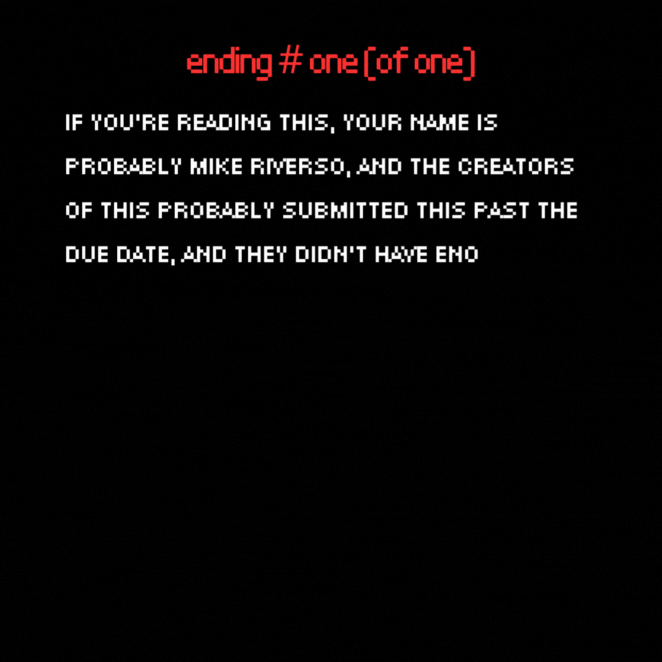 ending # one (of one)
IF YOU'RE READING THIS, YOUR NAME IS
PROBABLY MIKE RIVERSO, AND THE CREATORS
OF THIS PROBABLY SUBMITTED THIS PAST THE
DUE DATE, AND THEY DIDN'T HAVE ENO